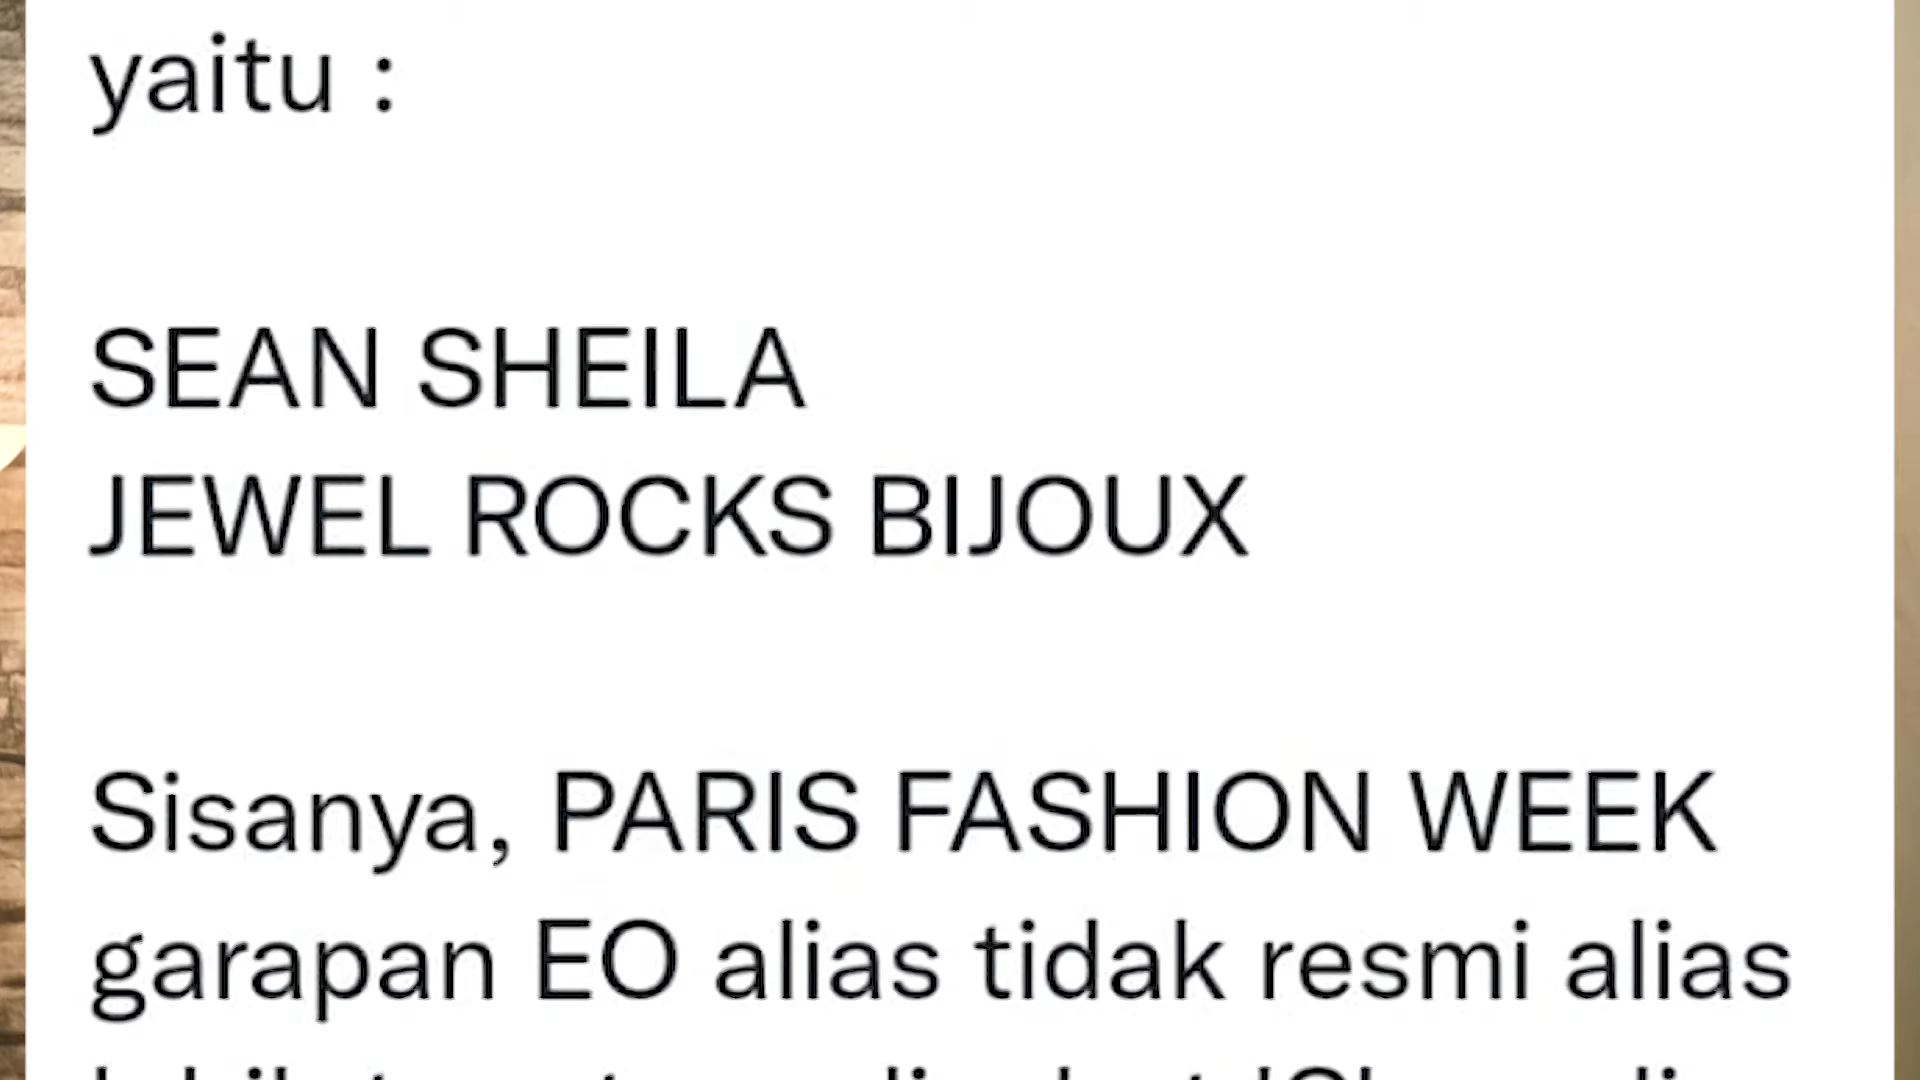 yaitu :
SEAN SHEILA
JEWEL ROCKS BIJOUX
Sisanya, PARIS FASHION WEEK
garapan EO alias tidak resmi alias